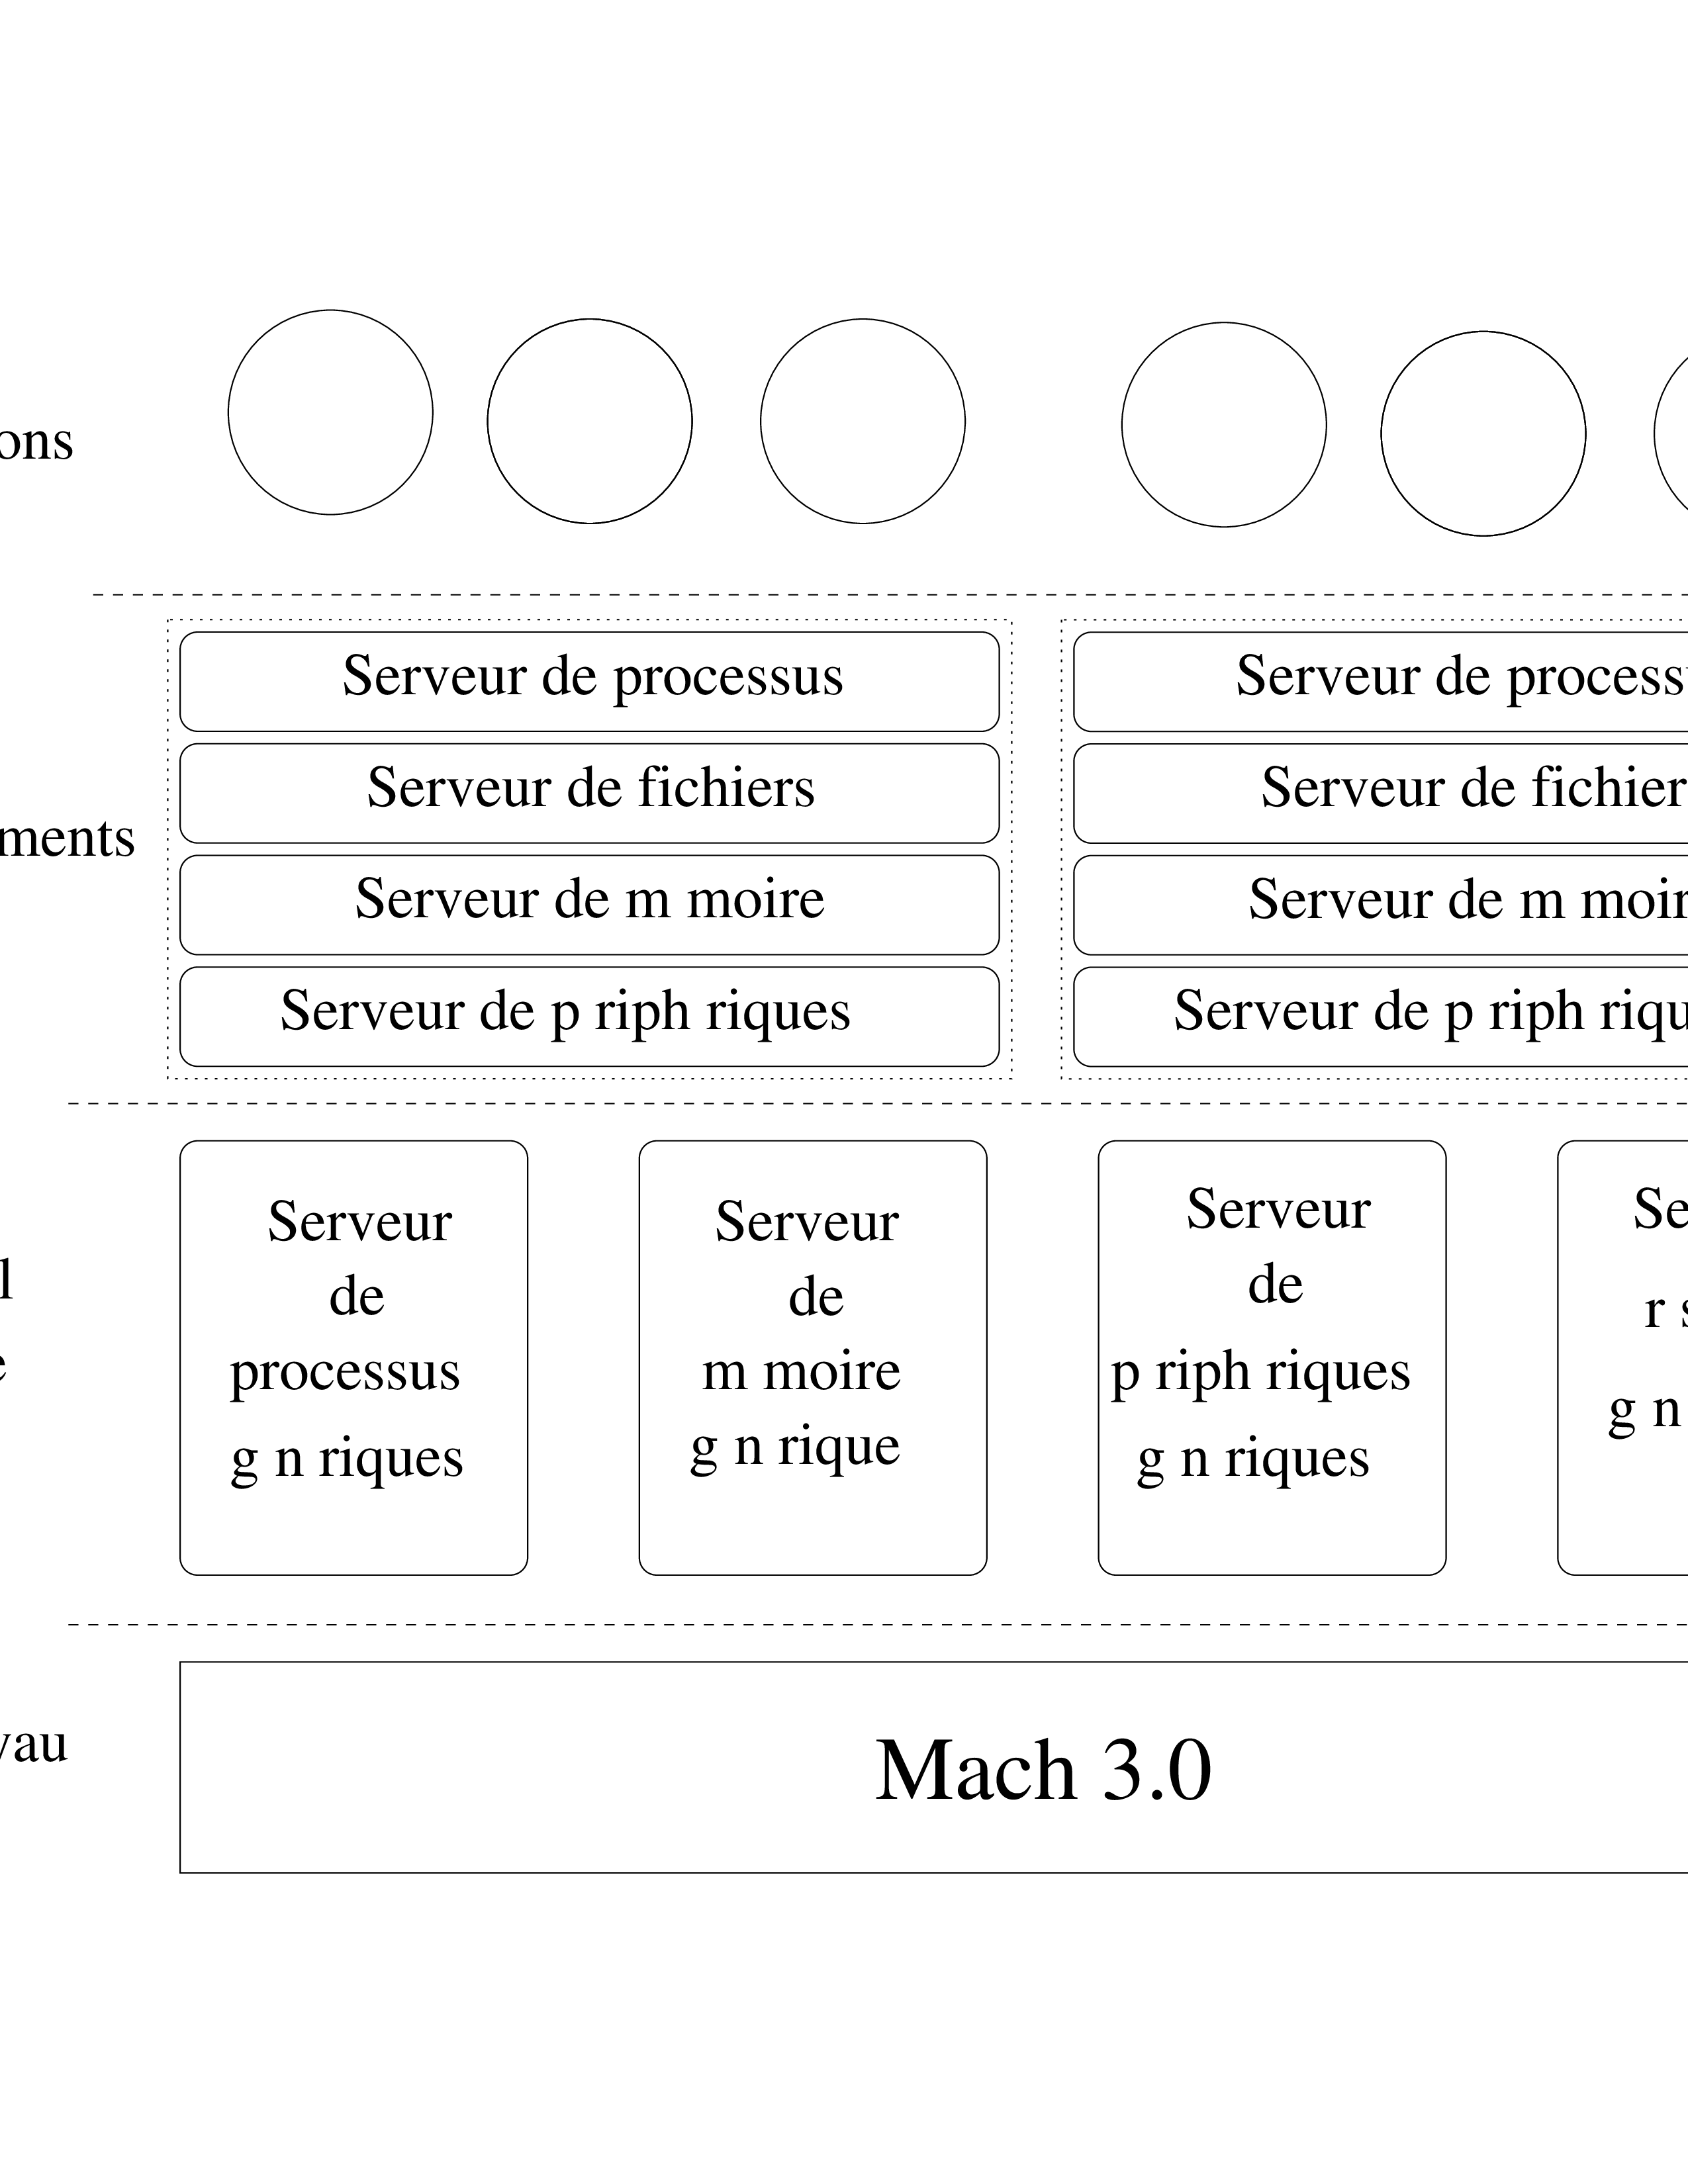 ons
Serveur de processus
Serveur de process
Serveur de fichiers
Serveur de fichier
ments
Serveur de m moire
Serveur de m moir
Serveur de p riph riques
Serveur de p riph riqu
Serveur
de
processus
g n riques
Serveur
de
m moire
g n rique
Serveur
de
p riph riques
g n riques
Se
r s
g n
l
e
vau
Mach 3.0